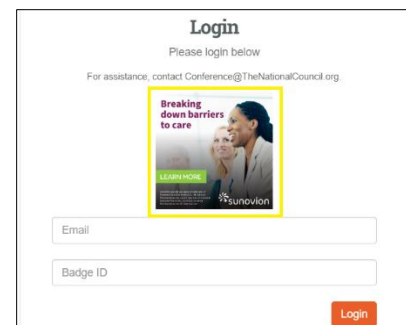 Login
Please login below
For assistance, contact Conference@TheNationalCouncil.org
Breaking
down barriers
to care
LEARN MORE
sunovion
Email
Badge ID
Login